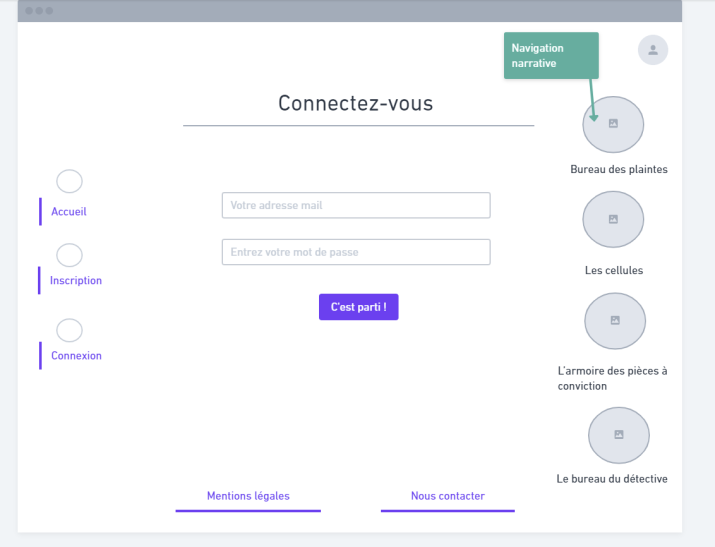 Navigation
narrative
Connectez-vous
Bureau des plaintes
Accueil
Votre adresse mail
Entrez votre mot de passe
Les cellules
Inscription
C'est parti !
Connexion
L'armoire des pièces à
conviction
Le bureau du détective
Mentions légales
Nous contacter